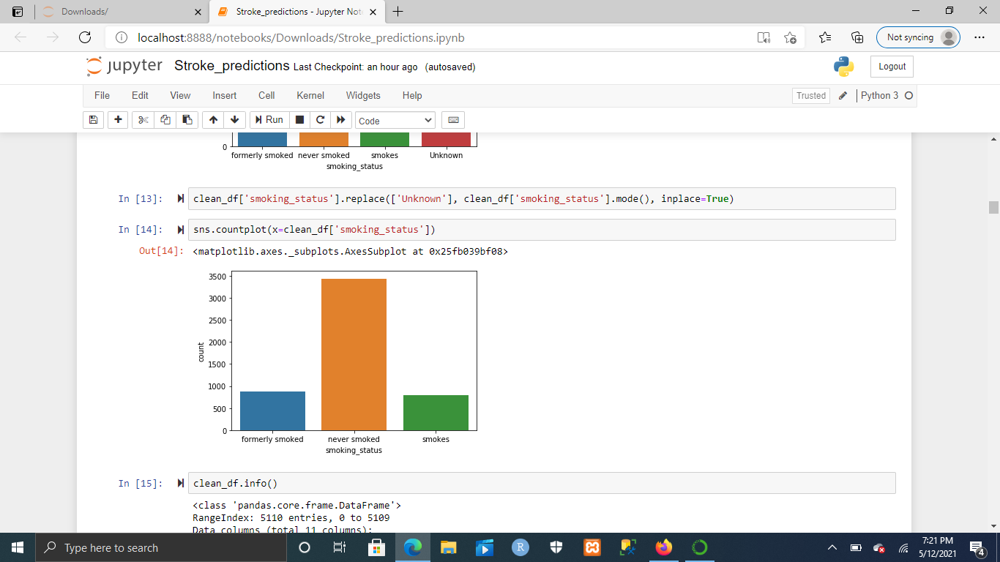 Downloads/
Stroke_predictions - Jupyter Not
localhost:8888/notebooks/Downloads/Stroke_predictions.ipynb
Not syncing
jupyter Stroke_predictions Last Checkpoint: an hour ago (autosaved)
Logout
File Edit View Insert Cell Kernel Widgets Help
Trusted
Python 3
Run
Code
0
formerly smoked never smoked smokes Unknown
smoking_status
In [13]: clean_df['smoking_status'].replace(['Unknown'], clean_df['smoking_status'].mode(), inplace=True)
In [14]: sns.countplot(x=clean_df['smoking_status'])
Out[14]: <matplotlib.axes._subplots.AxesSubplot at 0x25fb039bf08>
3500
3000
2500
2000
1500
1000
500
0
count
formerly smoked never smoked smokes
smoking_status
In [15]: clean_df.info()
<class 'pandas.core.frame.DataFrame'>
RangeIndex: 5110 entries, 0 to 5109
Data columns (total 11 columns):
Type here to search
R
7:21 PM
5/12/2021
4